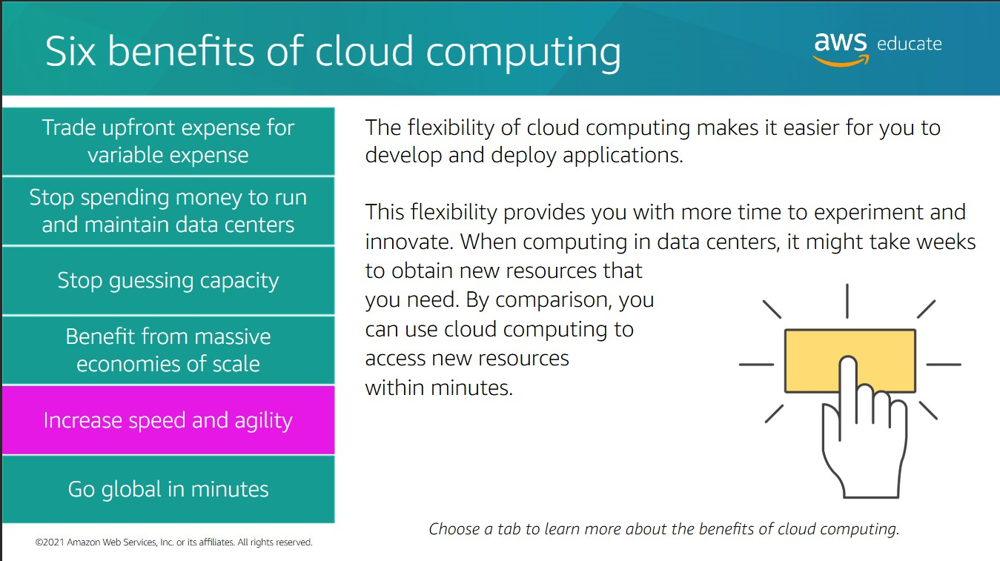 Six benefits of cloud computing
aws educate
Trade upfront expense for
variable expense
Stop spending money to run
and maintain data centers
Stop guessing capacity
Benefit from massive
economies of scale
Increase speed and agility
Go global in minutes
The flexibility of cloud computing makes it easier for you to
develop and deploy applications.
This flexibility provides you with more time to experiment and
innovate. When computing in data centers, it might take weeks
to obtain new resources that
you need. By comparison, you
can use cloud computing to
access new resources
within minutes.
Choose a tab to learn more about the benefits of cloud computing.
©2021 Amazon Web Services, Inc. or its affiliates. All rights reserved.